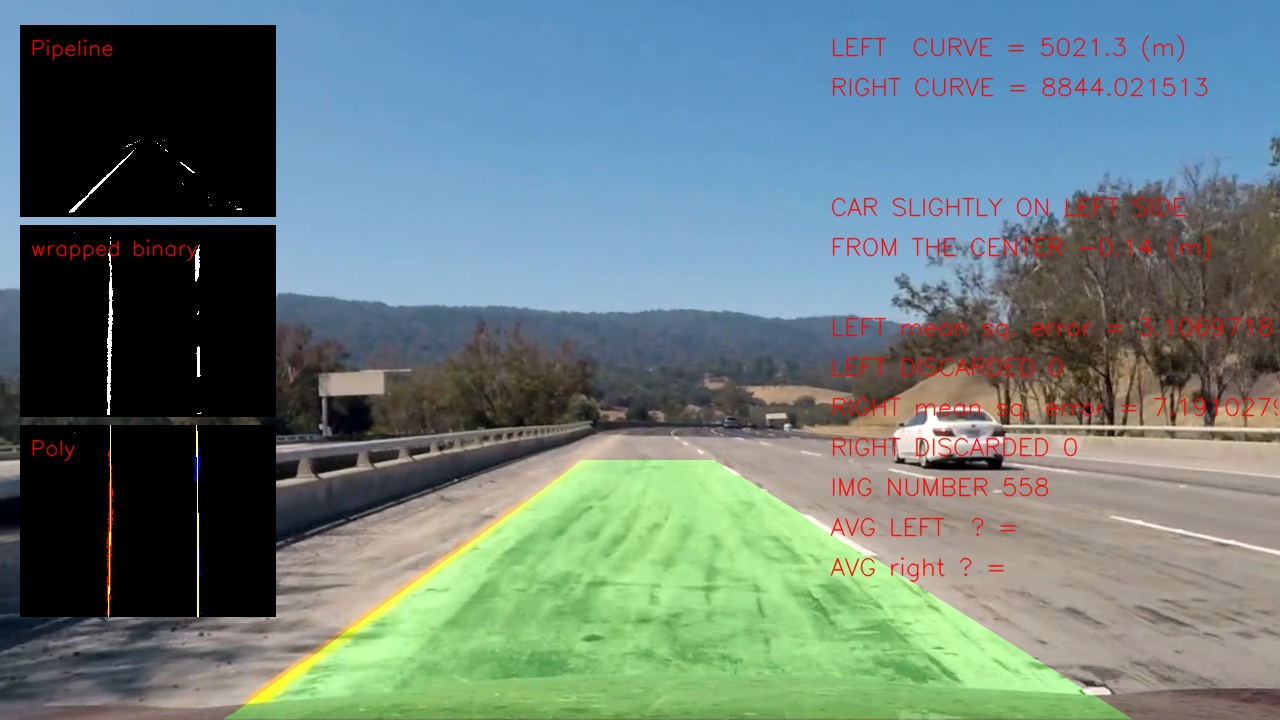 Pipeline
wrapped binary
Poly
LEFT CURVE = 5021.3 (m)
RIGHT CURVE = 8844.021513
CAR SLIGHTLY ON LEFT SIDE
FROM THE CENTER -0.14 (m)
LEFT mean sq. error = 3.1069718
LEFT DISCARDED 0
RIGHT mean sq. error = 7.1910279
RIGHT DISCARDED 0
IMG NUMBER 558
AVG LEFT ? =
AVG right ? =